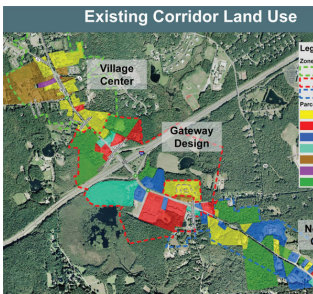 Existing Corridor Land Use
Leg
Zone
Village
Center
Gateway
Design
Parc
N